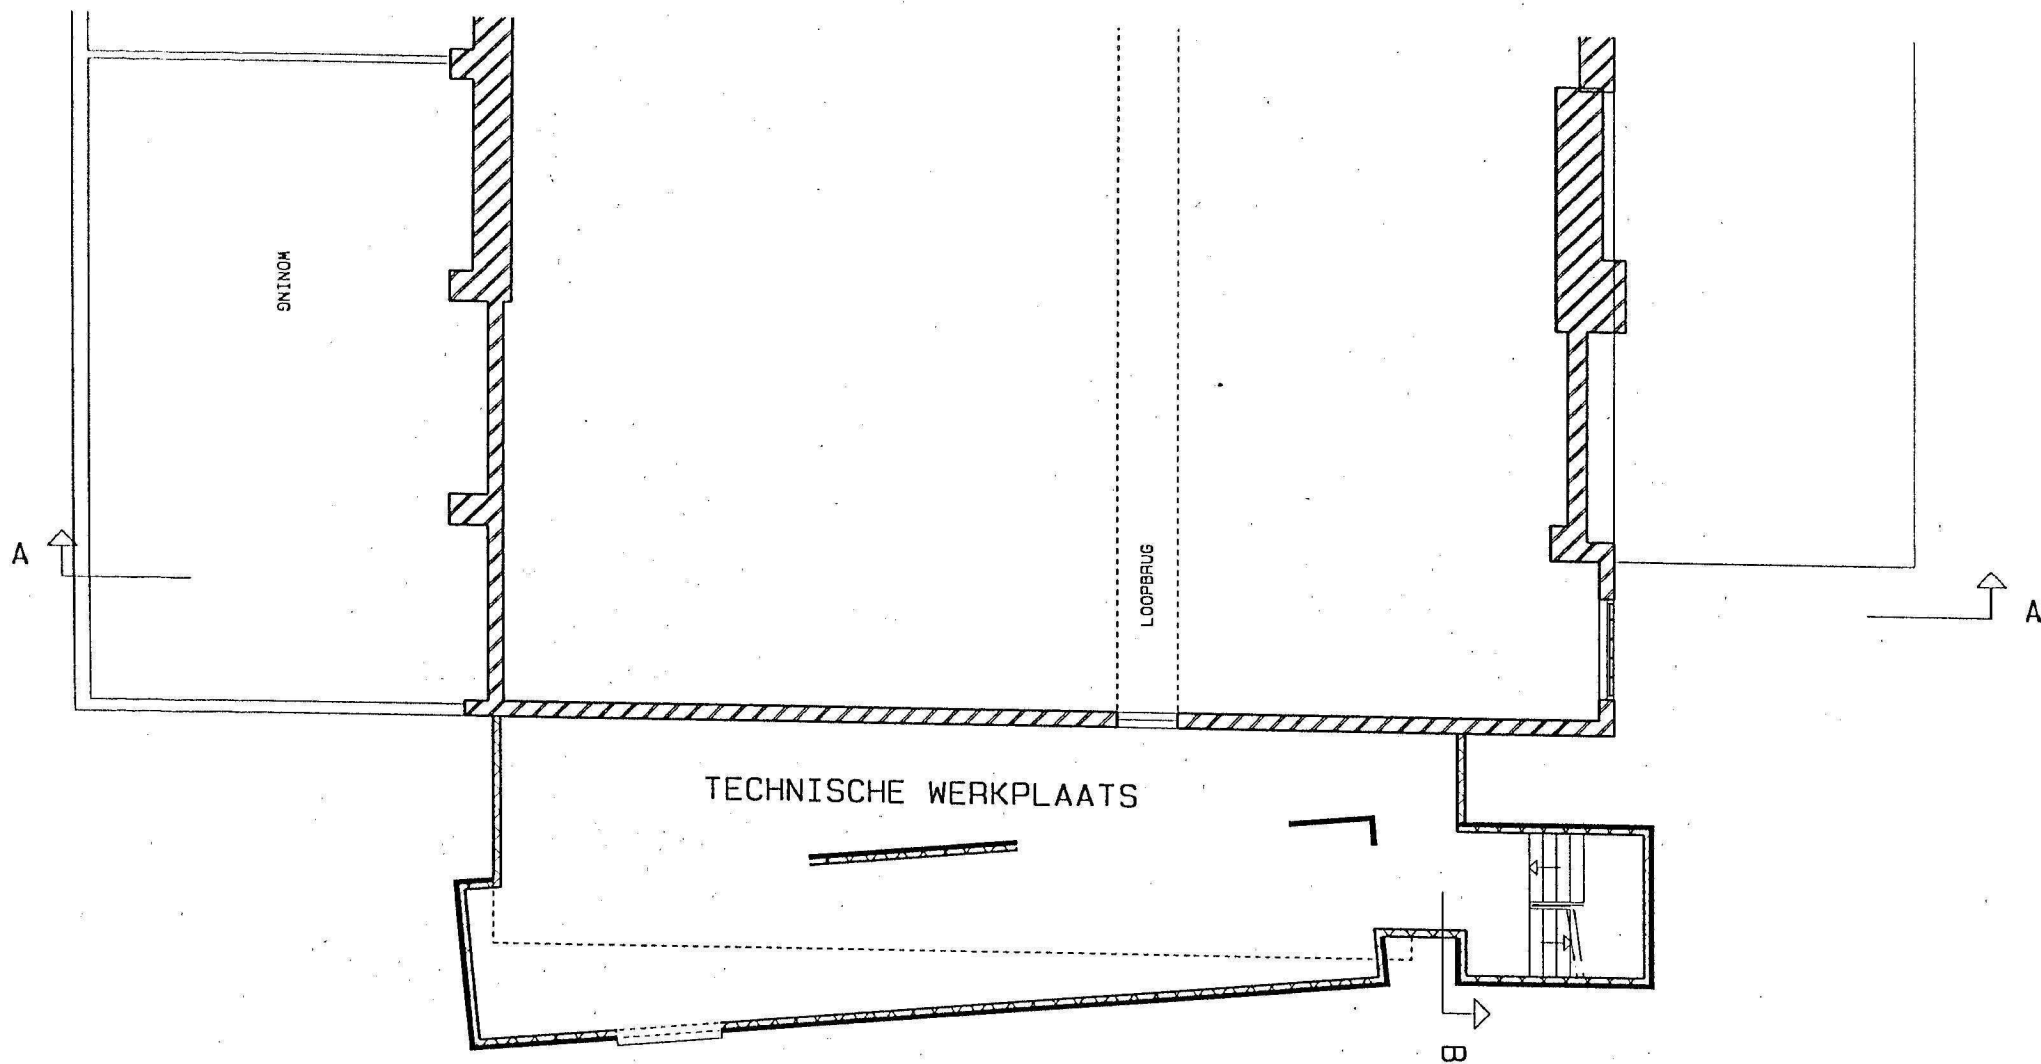 WONING
A
LOOPBRUG
A
TECHNISCHE WERKPLAATS
B